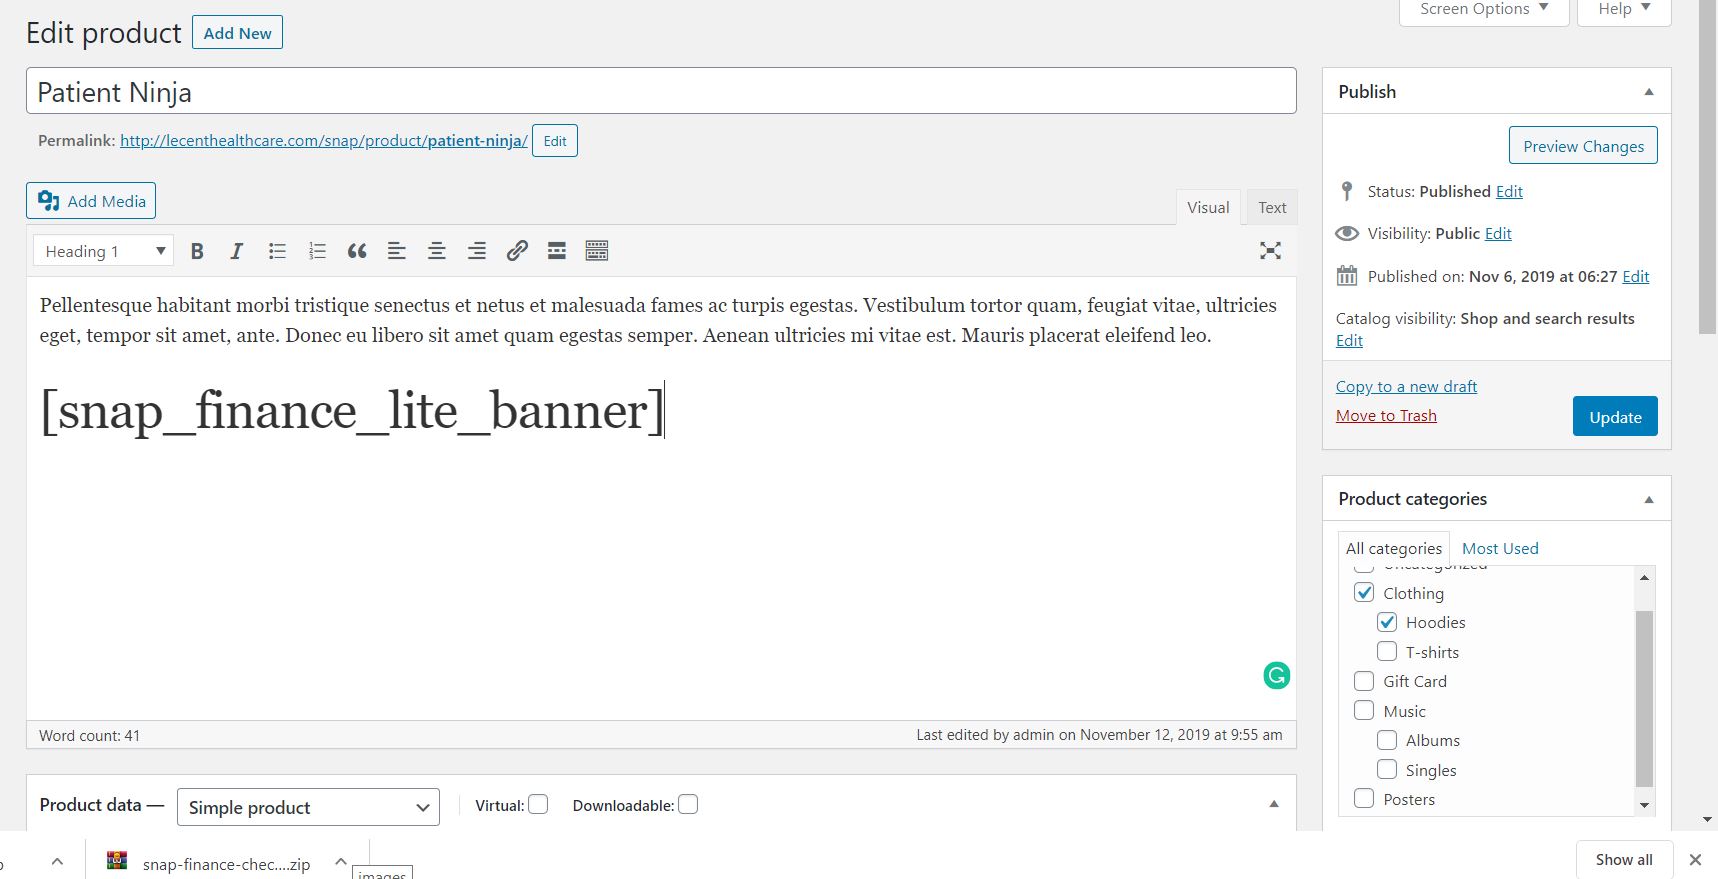 Screen Options
Help
Edit product
Add New
Patient Ninja
Permalink: http://lecenthealthcare.com/snap/product/patient-ninja/
Edit
Add Media
Visual
Text
Heading 1
Pellentesque habitant morbi tristique senectus et netus et malesuada fames ac turpis egestas. Vestibulum tortor quam, feugiat vitae, ultricies
eget, tempor sit amet, ante. Donec eu libero sit amet quam egestas semper. Aenean ultricies mi vitae est. Mauris placerat eleifend leo.
[snap_finance_lite_banner]
Word count: 41
Last edited by admin on November 12, 2019 at 9:55 am
Product data —
Simple product
Virtual:
Downloadable:
Publish
Preview Changes
Status: Published Edit
Visibility: Public Edit
Published on: Nov 6, 2019 at 06:27 Edit
Catalog visibility: Shop and search results
Edit
Copy to a new draft
Move to Trash
Update
Product categories
All categories
Most Used
Uncategorized
Clothing
Hoodies
T-shirts
Gift Card
Music
Albums
Singles
Posters
snap-finance-chec....zip
images
Show all